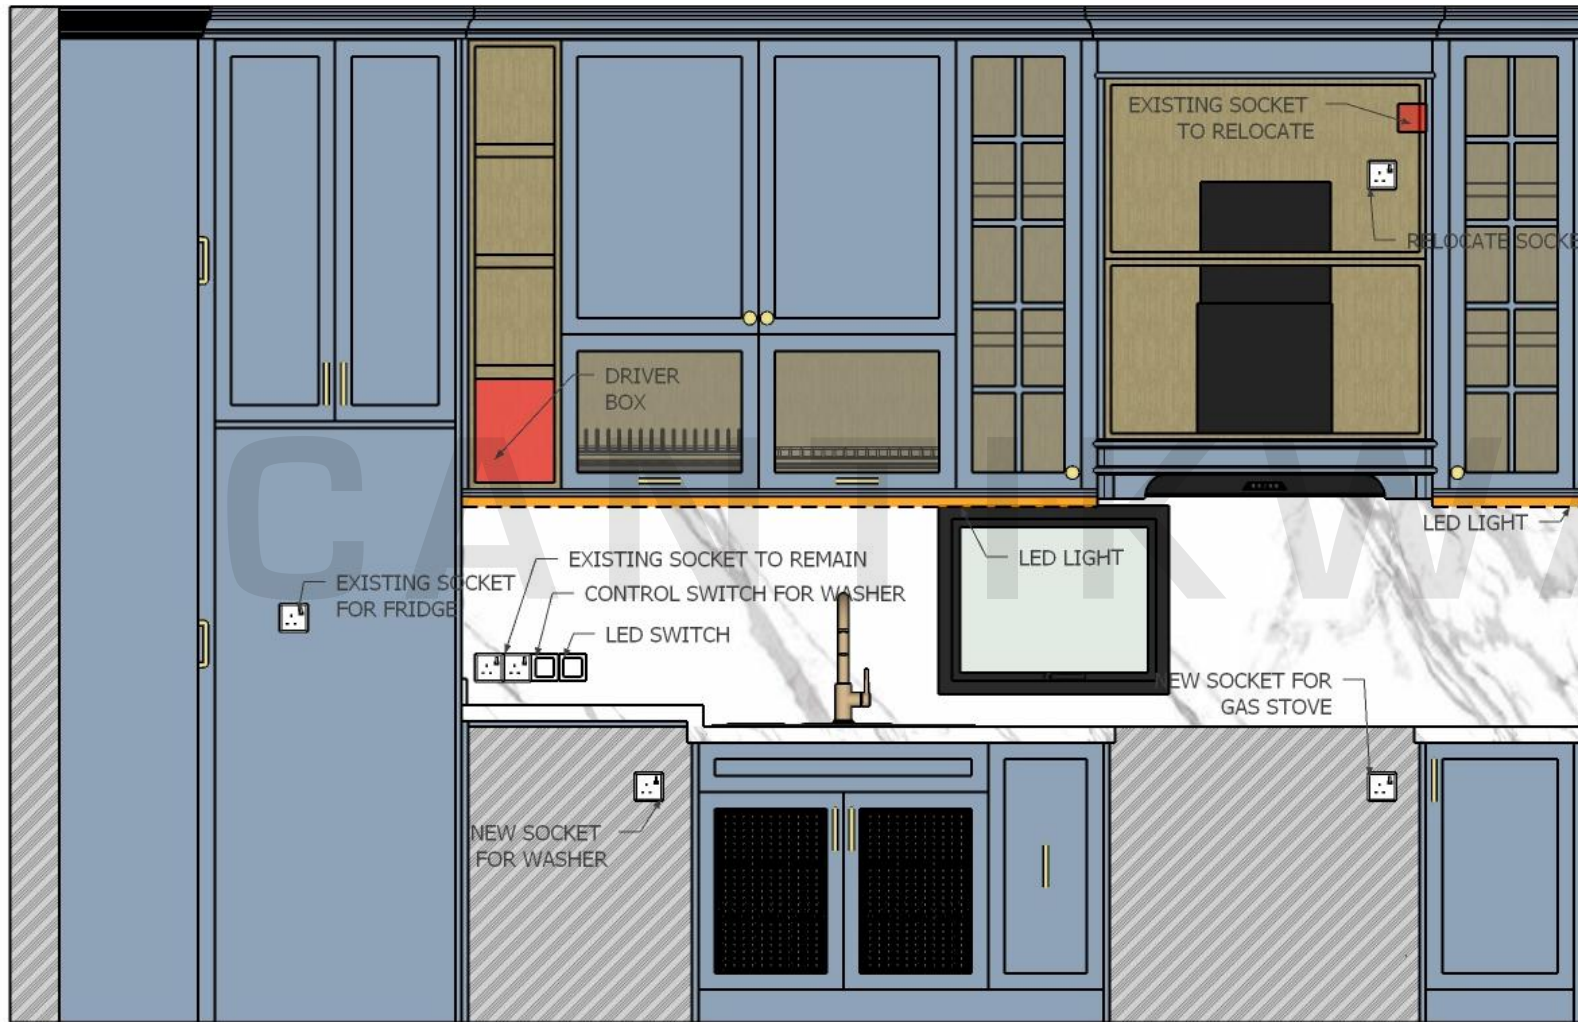 EXISTING SOCKET
TO RELOCATE
RELOCATE SOCKE
DRIVER
BOX
LED LIGHT
LED LIGHT
EXISTING SOCKET TO REMAIN
CONTROL SWITCH FOR WASHER
LED SWITCH
EXISTING SOCKET
FOR FRIDGE
NEW SOCKET FOR
GAS STOVE
NEW SOCKET
FOR WASHER
CANTIKWA